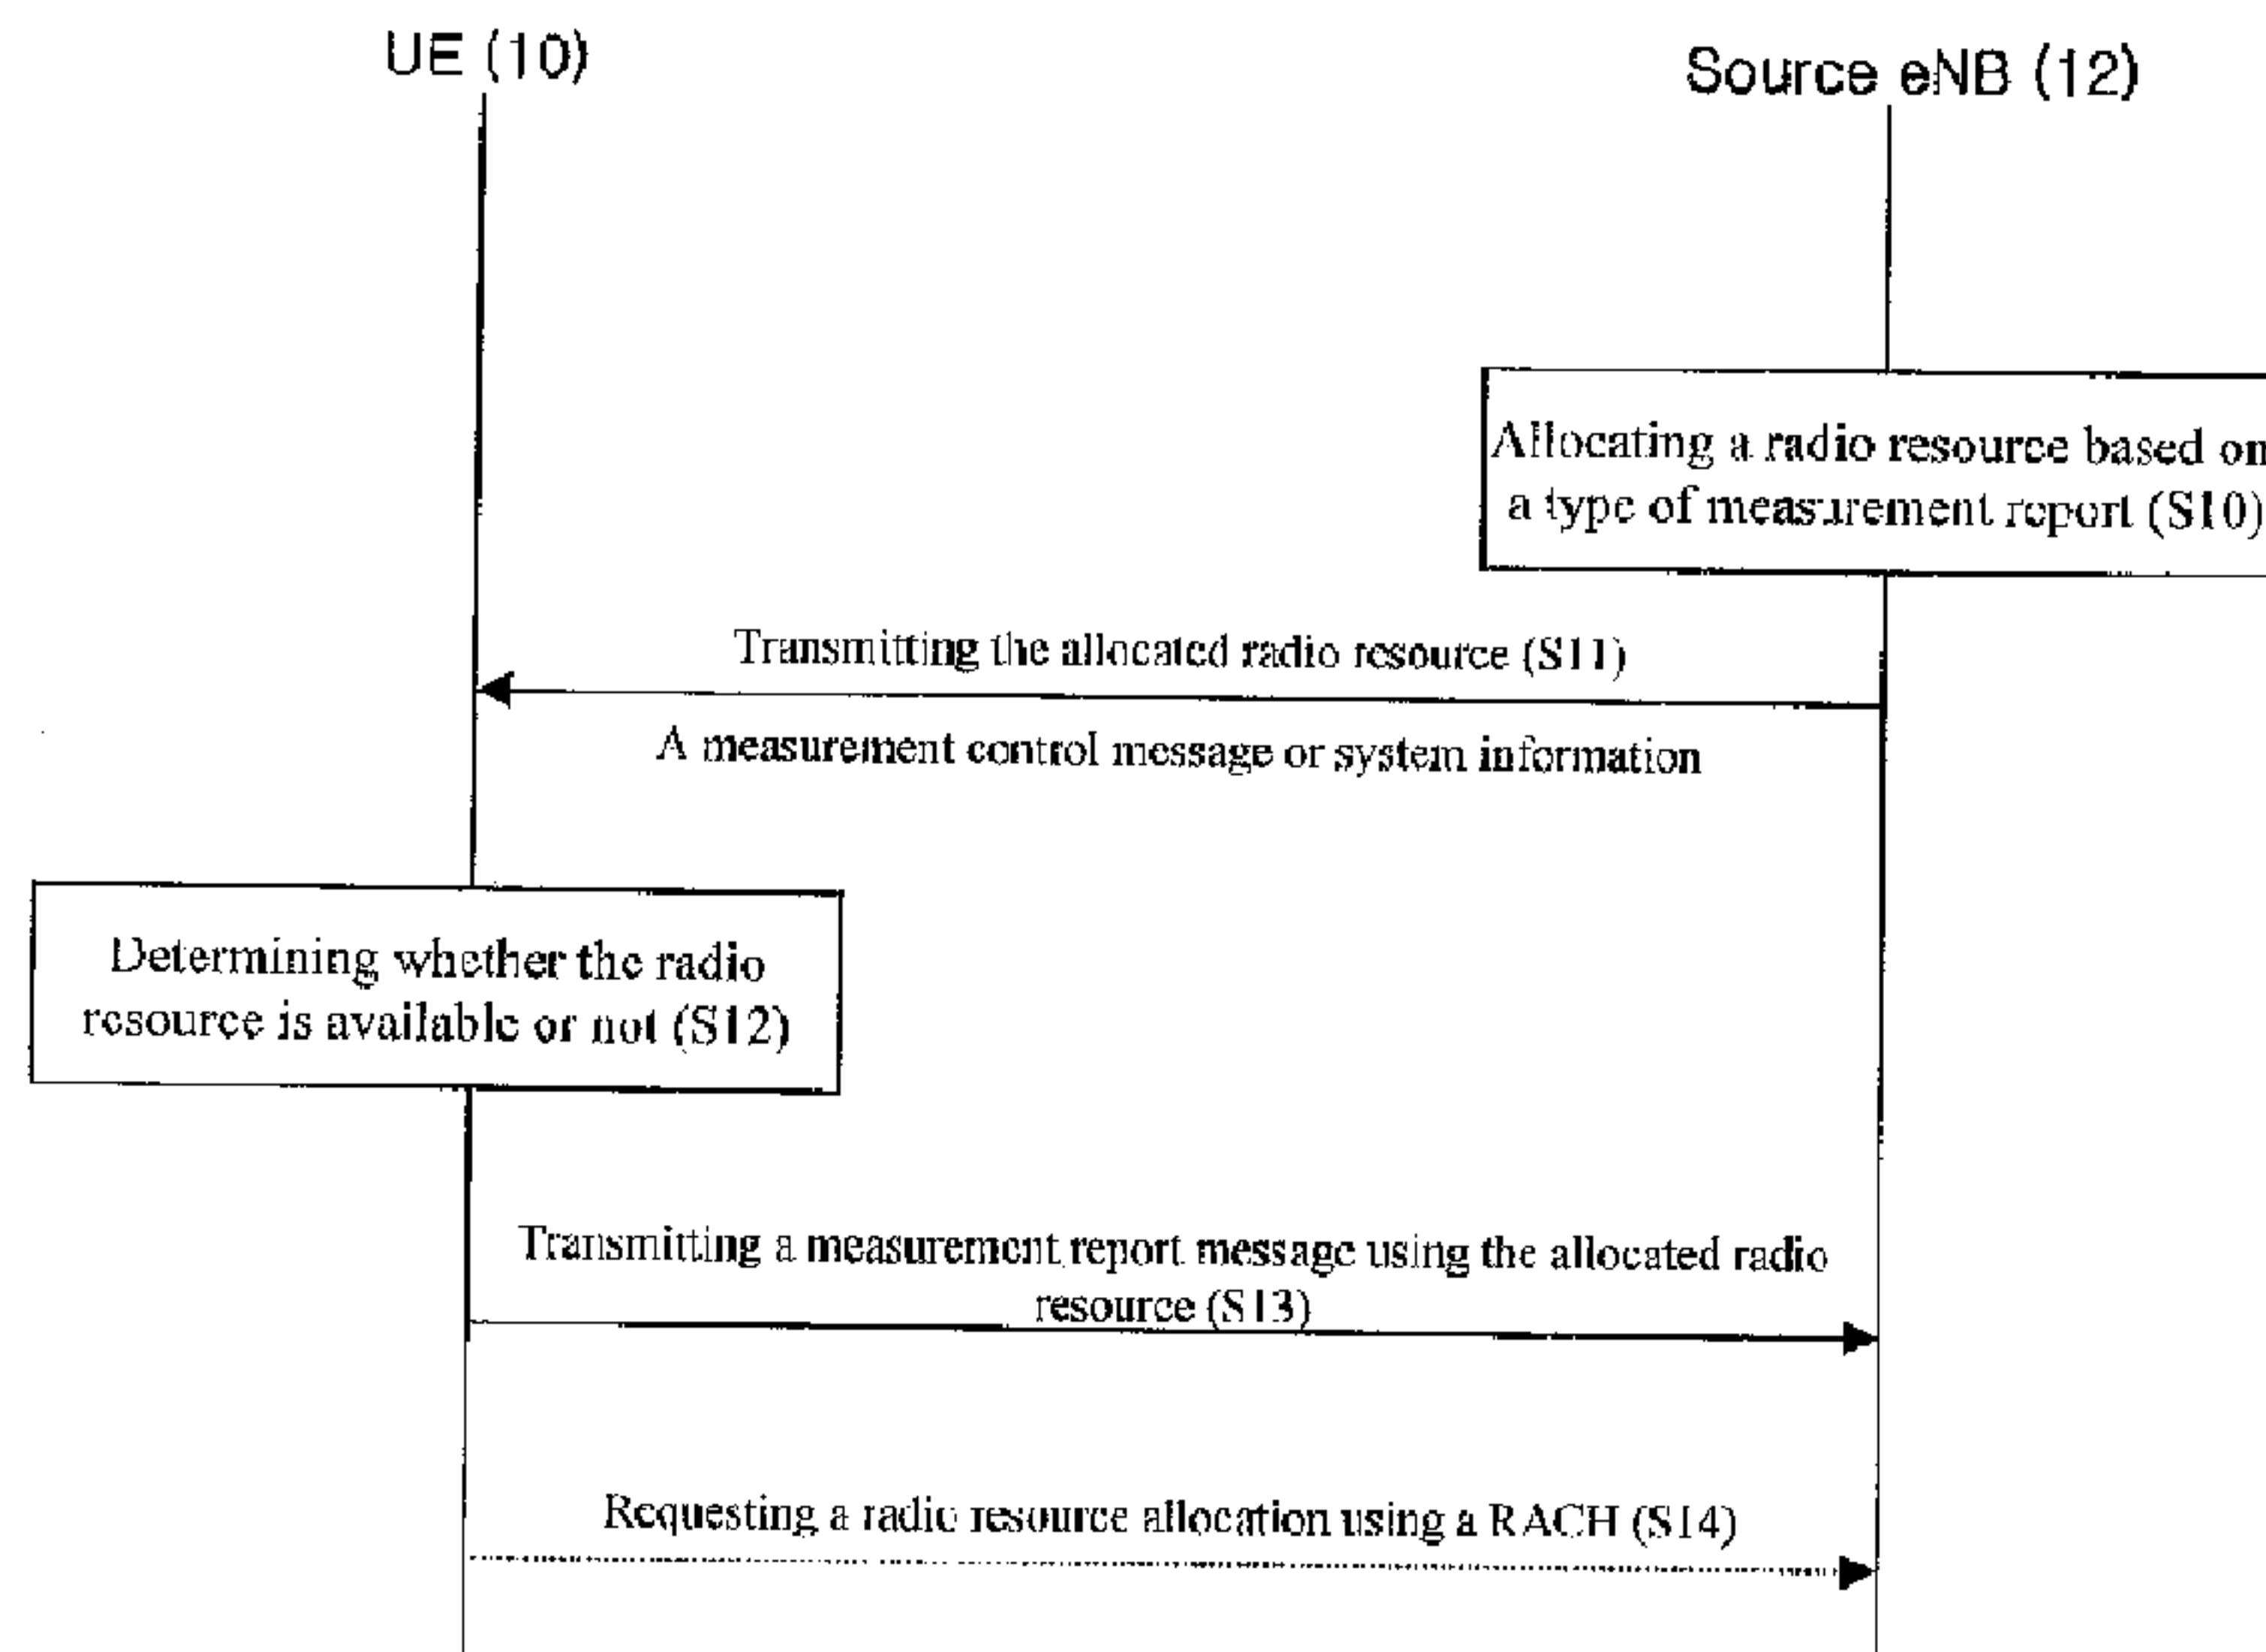 UE (10)
Source eNB (12)
Allocating a radio resource based on
a type of measurement report (S10)
Transmitting the allocated radio resource (S11)
A measurement control message or system information
Determining whether the radio
resource is available or not (S12)
Transmitting a measurement report message using the allocated radio
resource (S13)
Requesting a radio resource allocation using a RACH (S14)